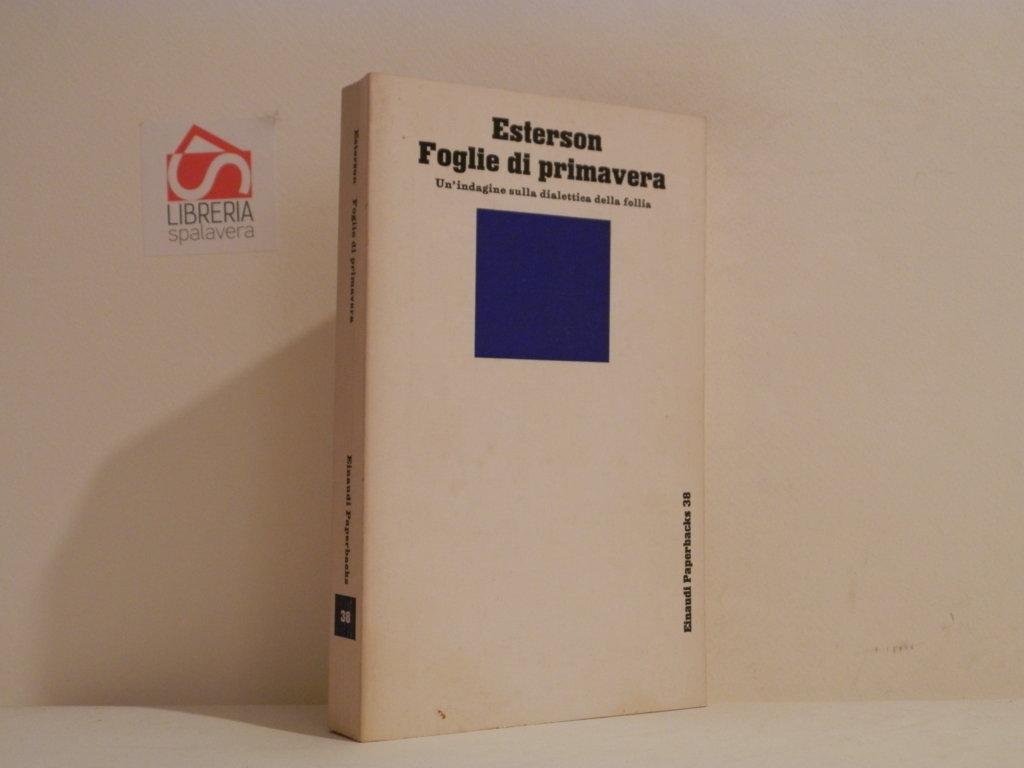 LIBRERIA
spalavera
Esterson
Foglie di primavera
Un'indagine sulla dialettica della follia
Einaudi Paperbacks 38
Esterson Foglie di primavera
Einaudi Paperbacks
38